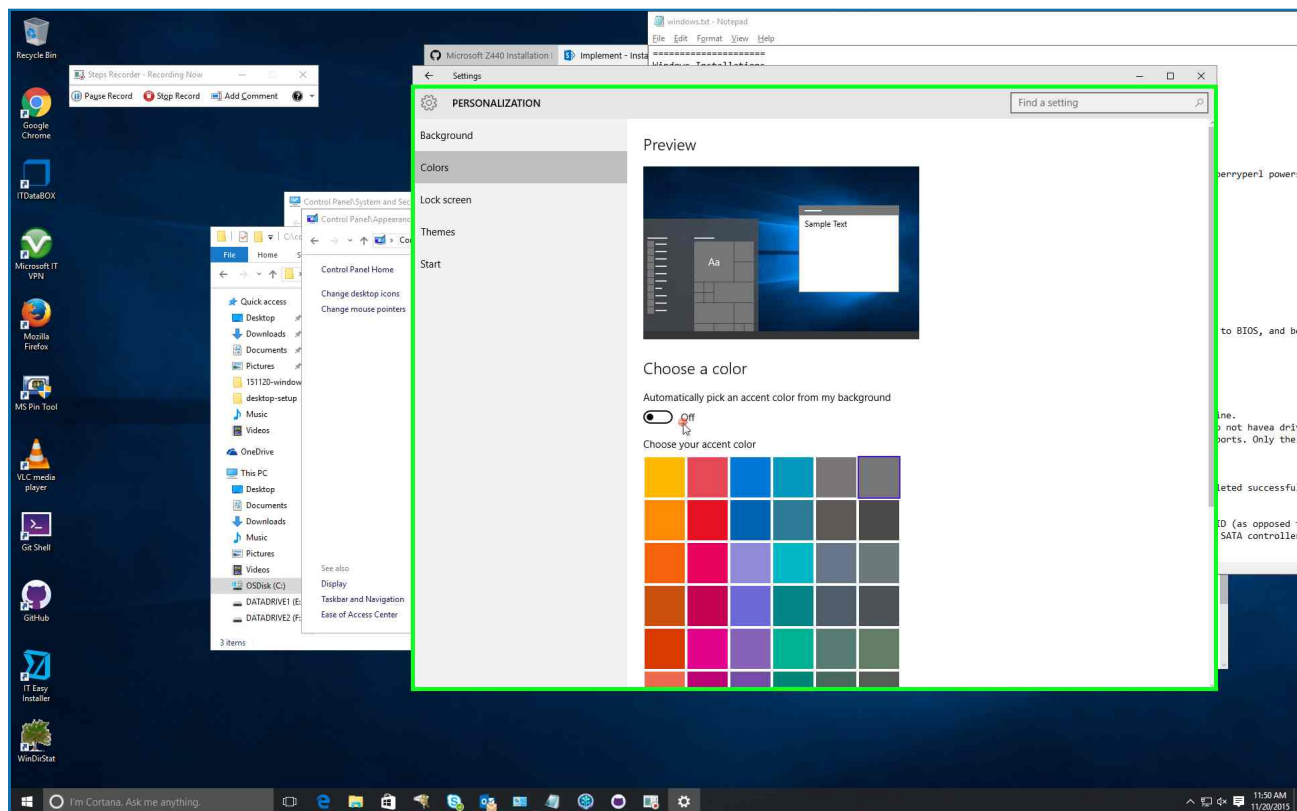 Recycle Bin
Google
Chrome
ITDataBOX
Microsoft IT
VPN
Mozilla
Firefox
MS Pin Tool
VLC media
player
Git Shell
GitHub
IT Easy
Installer
WinDirStat
Steps Recorder - Recording Now
Pause Record Stop Record Add Comment
windows.txt - Notepad
File Edit Format View Help
=====================
Windows Installations
Microsoft Z440 Installation
Implement - Insta
Control Panel\System and Sec
Control Panel\Appearanc
Control Panel Home
Change desktop icons
Change mouse pointers
See also
Display
Taskbar and Navigation
Ease of Access Center
File Home S
Quick access
Desktop
Downloads
Documents
Pictures
151120-window
desktop-setup
Music
Videos
OneDrive
This PC
Desktop
Documents
Downloads
Music
Pictures
Videos
OSDisk (C:)
DATADRIVE1 (E:
DATADRIVE2 (F:
3 items
Settings
PERSONALIZATION
Find a setting
Background
Colors
Lock screen
Themes
Start
Preview
Aa
Sample Text
Choose a color
Automatically pick an accent color from my background
Off
Choose your accent color
erryperl powers
to BIOS, and be
ine.
not havea driv
orts. Only the
leted successfu
ID (as opposed
SATA controller
I'm Cortana. Ask me anything.
11:50 AM
11/20/2015